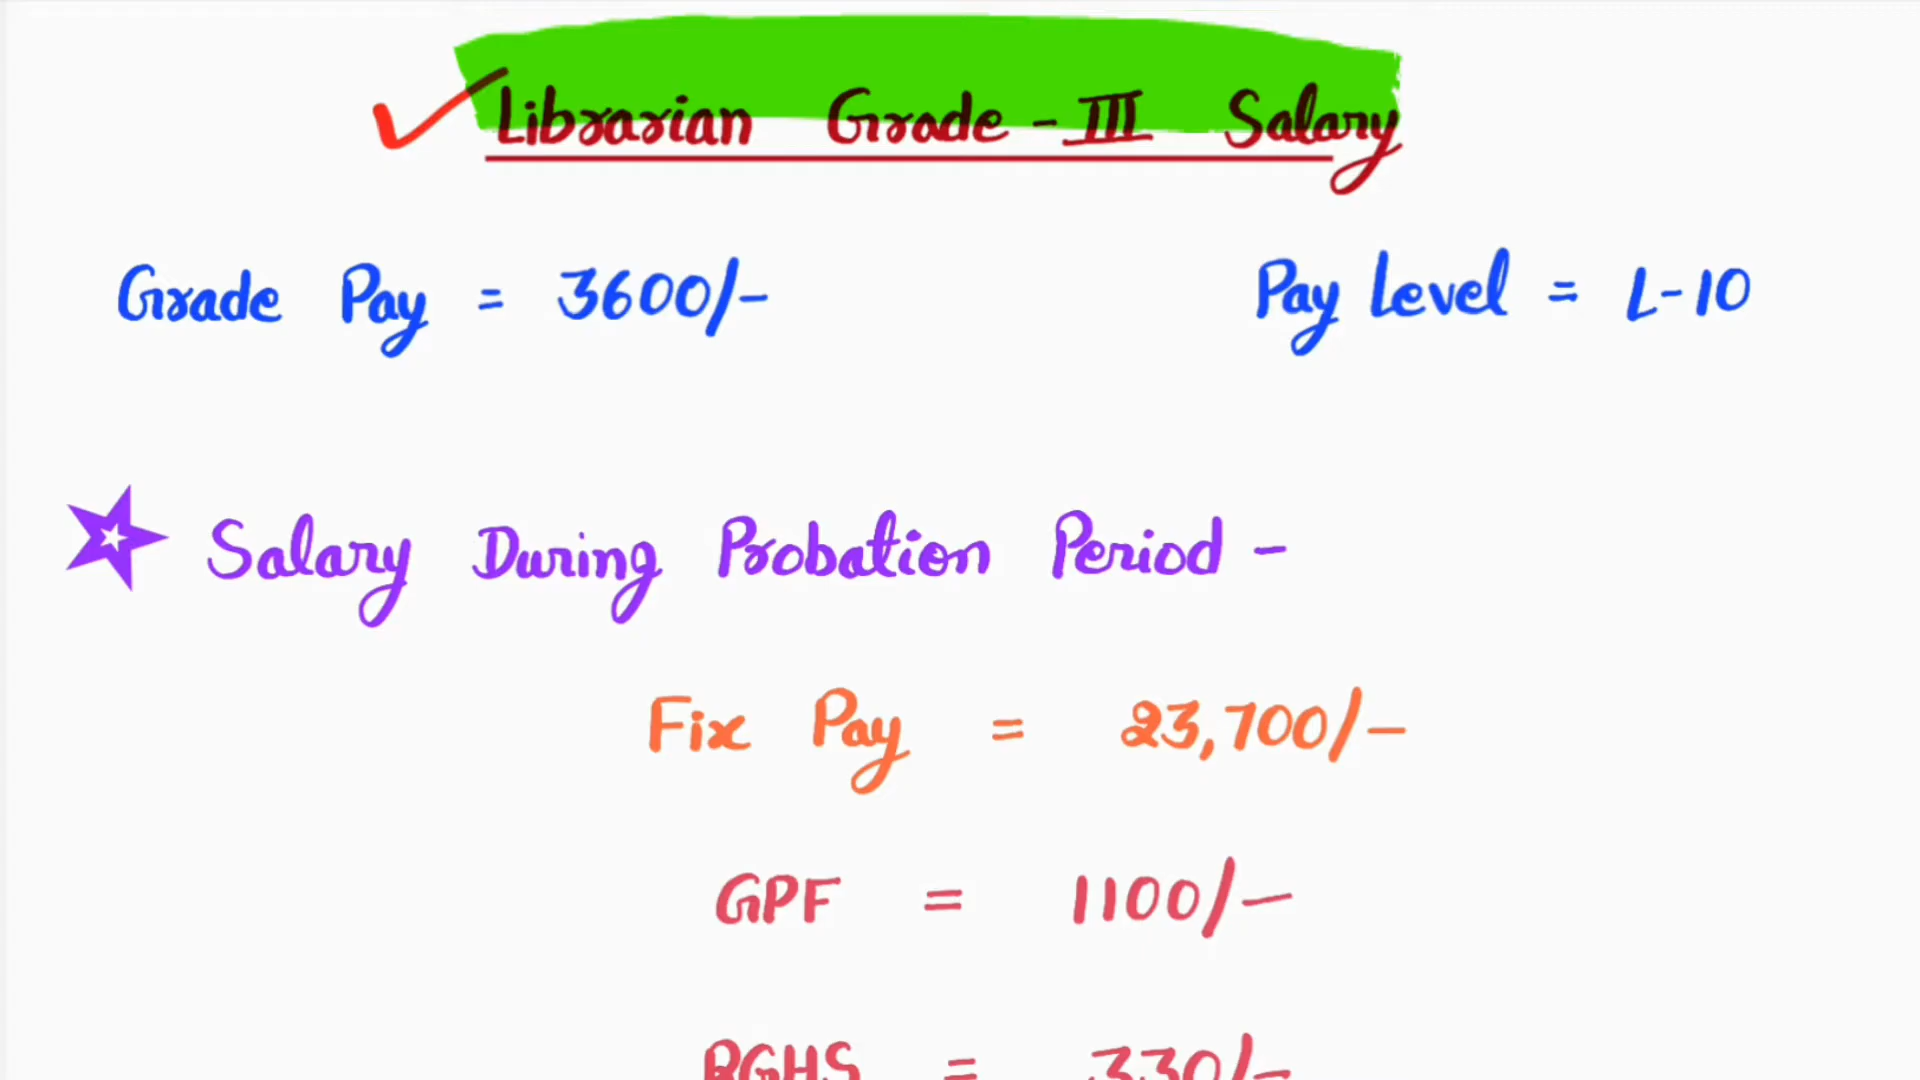 Librarian Grade-III Salary
Grade Pay = 3600/- Pay Level = L-10
Salary During Probation Period -
Fix Pay = 23,700/-
GPF = 1100/-
RGHS = 330/-